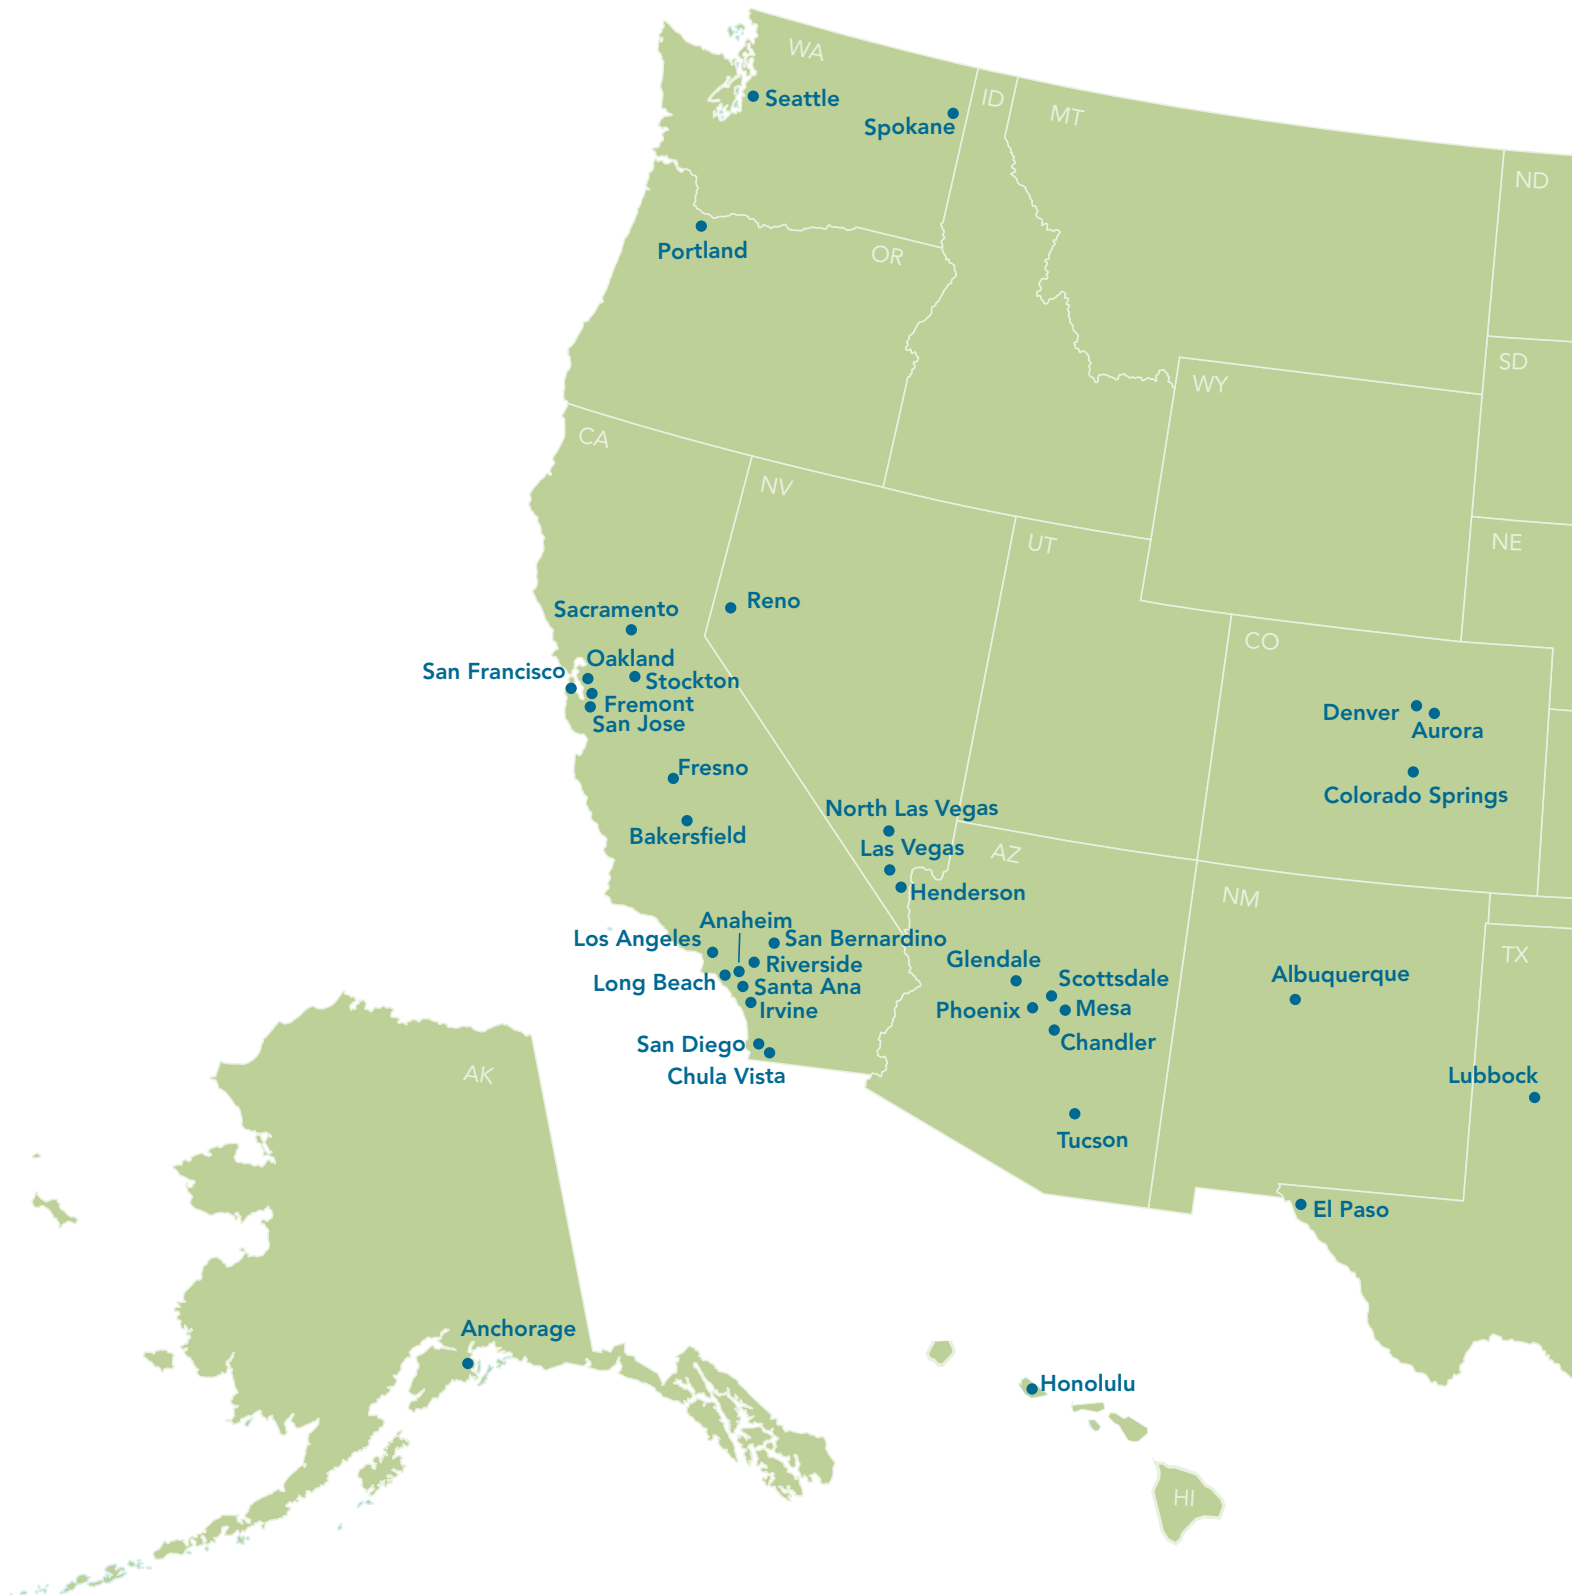 WA
Seattle
ID
Spokane
MT
ND
Portland
OR
SD
WY
CA
NV
UT
NE
Reno
Sacramento
CO
Oakland
San Francisco
Stockton
Fremont
San Jose
Denver
Aurora
Fresno
Colorado Springs
North Las Vegas
Bakersfield
Las Vegas
AZ
Henderson
NM
Anaheim
Los Angeles
San Bernardino
TX
Glendale
Riverside
Scottsdale
Albuquerque
Long Beach
Santa Ana
Irvine
Phoenix
Mesa
San Diego
Chandler
Chula Vista
AK
Lubbock
Tucson
El Paso
Anchorage
Honolulu
HI